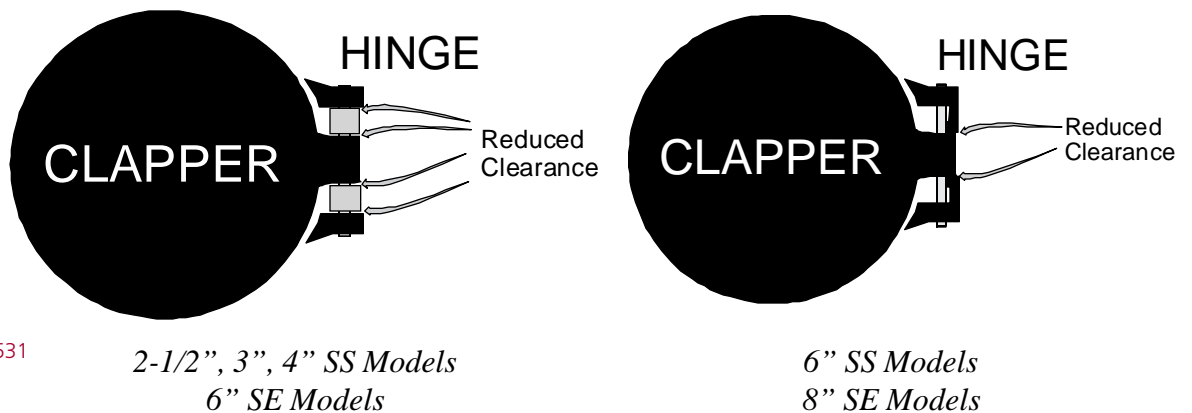 HINGE
CLAPPER
Reduced
Clearance
HINGE
CLAPPER
Reduced
Clearance
531
2-1/2”, 3”, 4” SS Models
6” SE Models
6” SS Models
8” SE Models